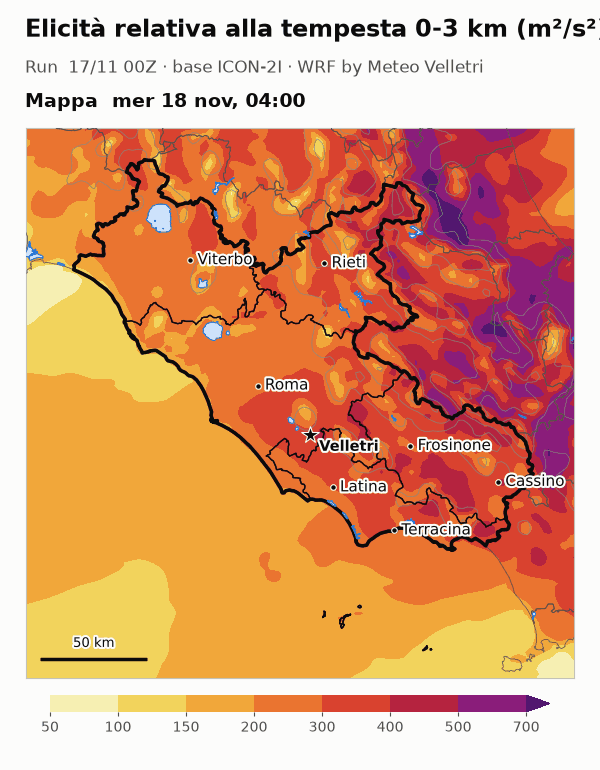 Elicità relativa alla tempesta 0-3 km (m²/s²)
Run 17/11 00Z · base ICON-2I · WRF by Meteo Velletri
Mappa mer 18 nov, 04:00
Viterbo
Rieti
Roma
Velletri
Frosinone
Cassino
Latina
Terracina
50 km
50 100 150 200 300 400 500 700